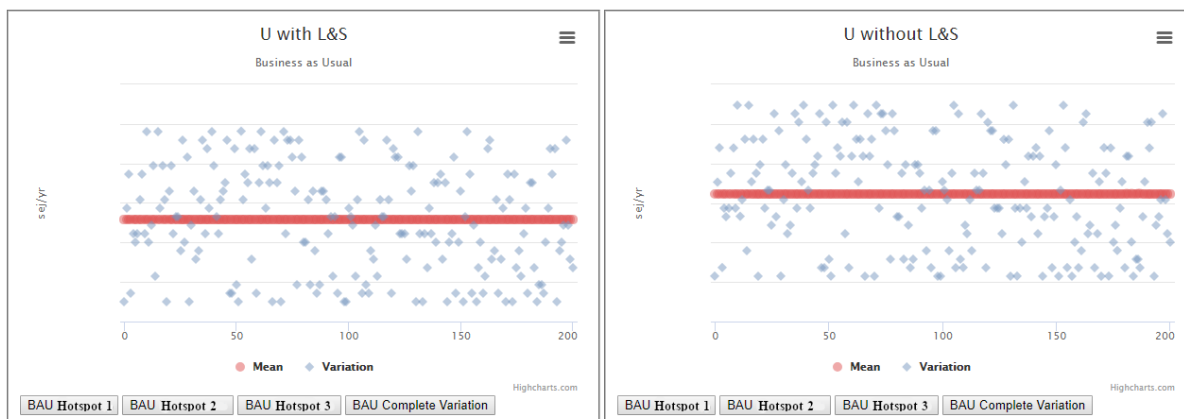 U with L&S
Business as Usual
sej/yr
0 50 100 150 200
Mean Variation
Highcharts.com
BAU Hotspot 1 BAU Hotspot 2 BAU Hotspot 3 BAU Complete Variation
U without L&S
Business as Usual
sej/yr
0 50 100 150 200
Mean Variation
Highcharts.com
BAU Hotspot 1 BAU Hotspot 2 BAU Hotspot 3 BAU Complete Variation